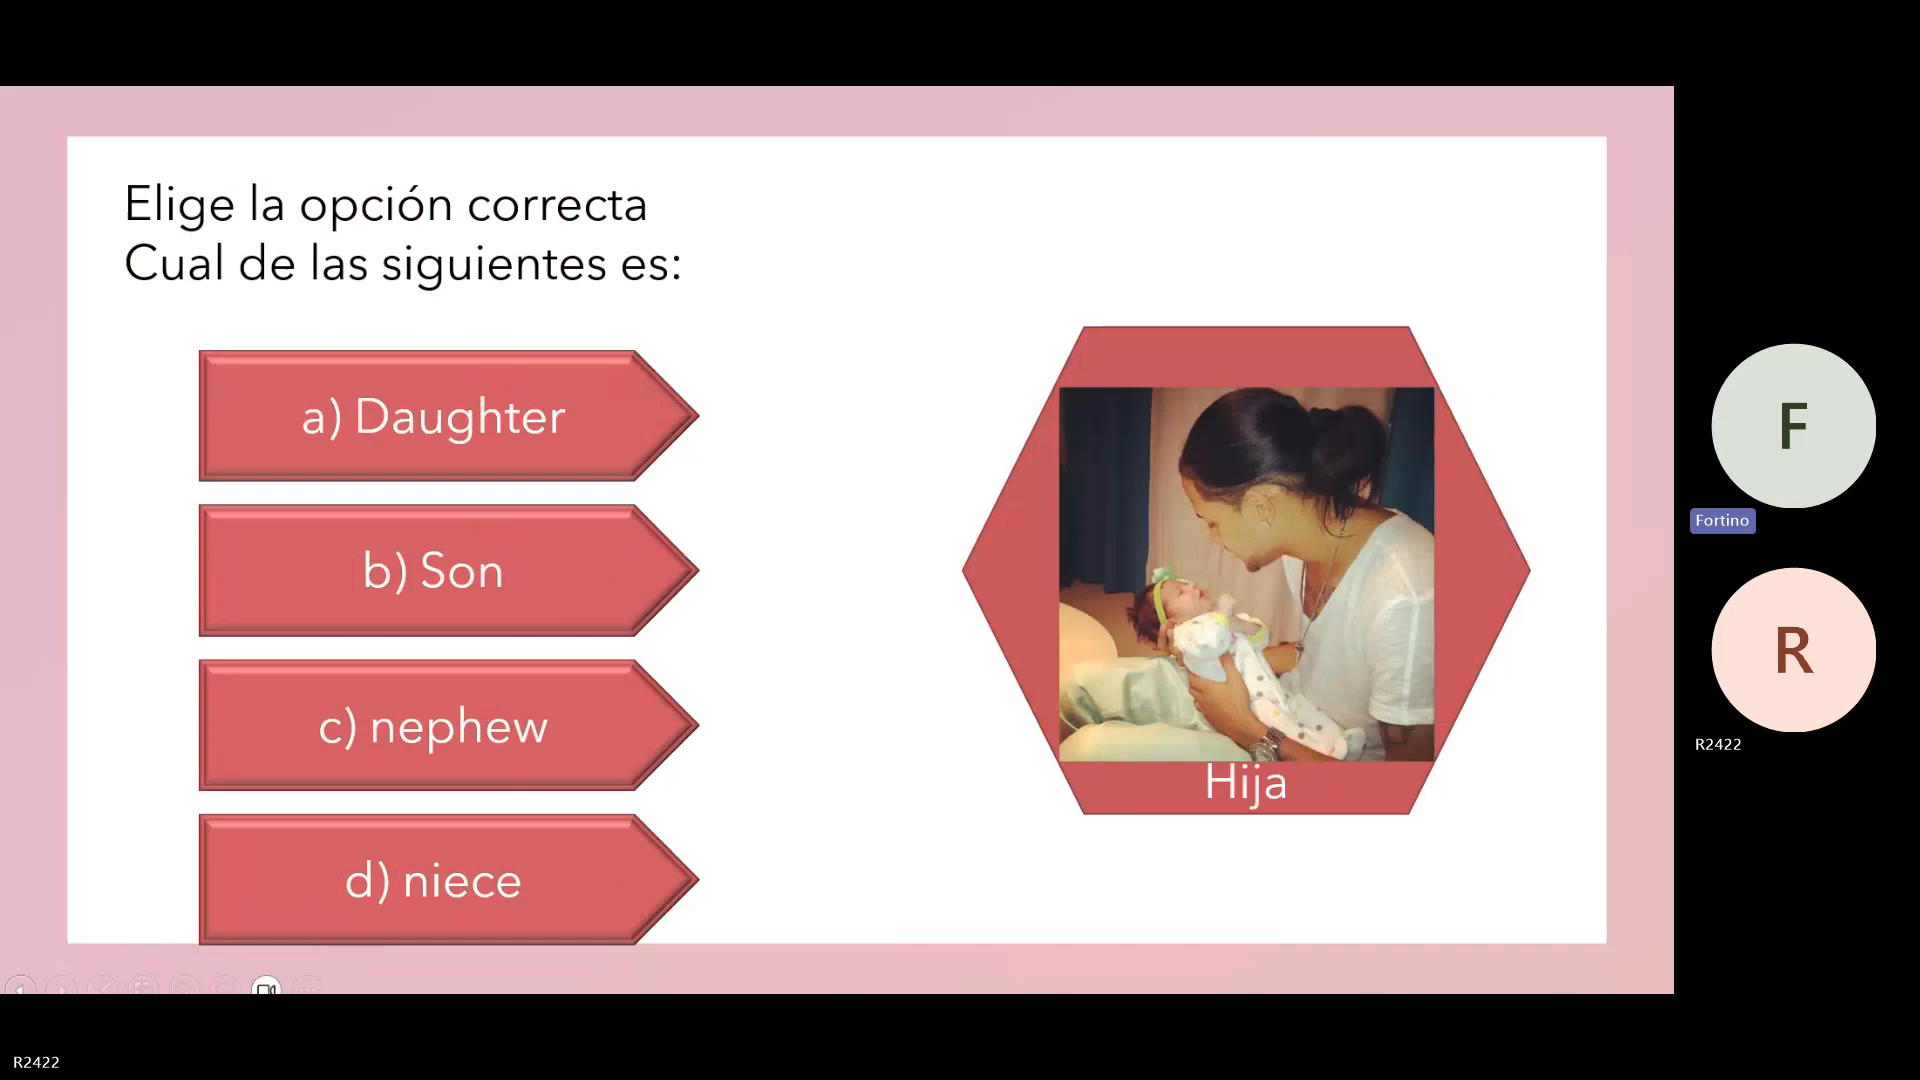 Elige la opción correcta
Cual de las siguientes es:
a) Daughter
b) Son
c) nephew
d) niece
Hija
F
Fortino
R
R2422
R2422